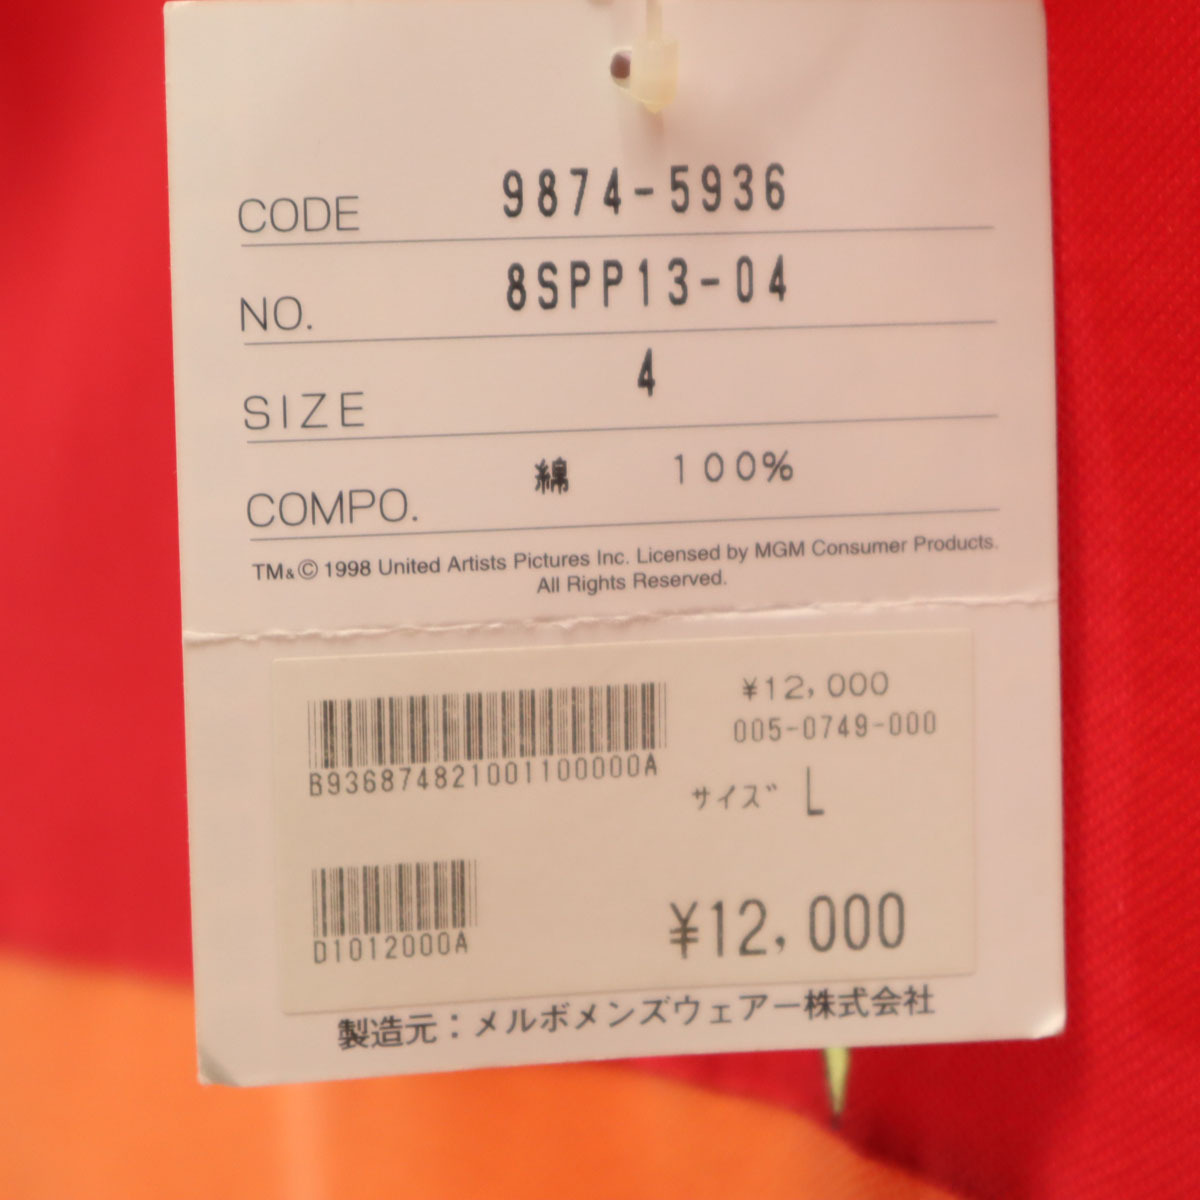 CODE 9874-5936
NO. 8SPP13-04
SIZE 4
COMPO. 綿 100%
TM&© 1998 United Artists Pictures Inc. Licensed by MGM Consumer Products.
All Rights Reserved.
¥12,000
005-0749-000
B936874821001100000A
サイズ L
D1012000A
¥12,000
製造元：メルボメンズウェアー株式会社